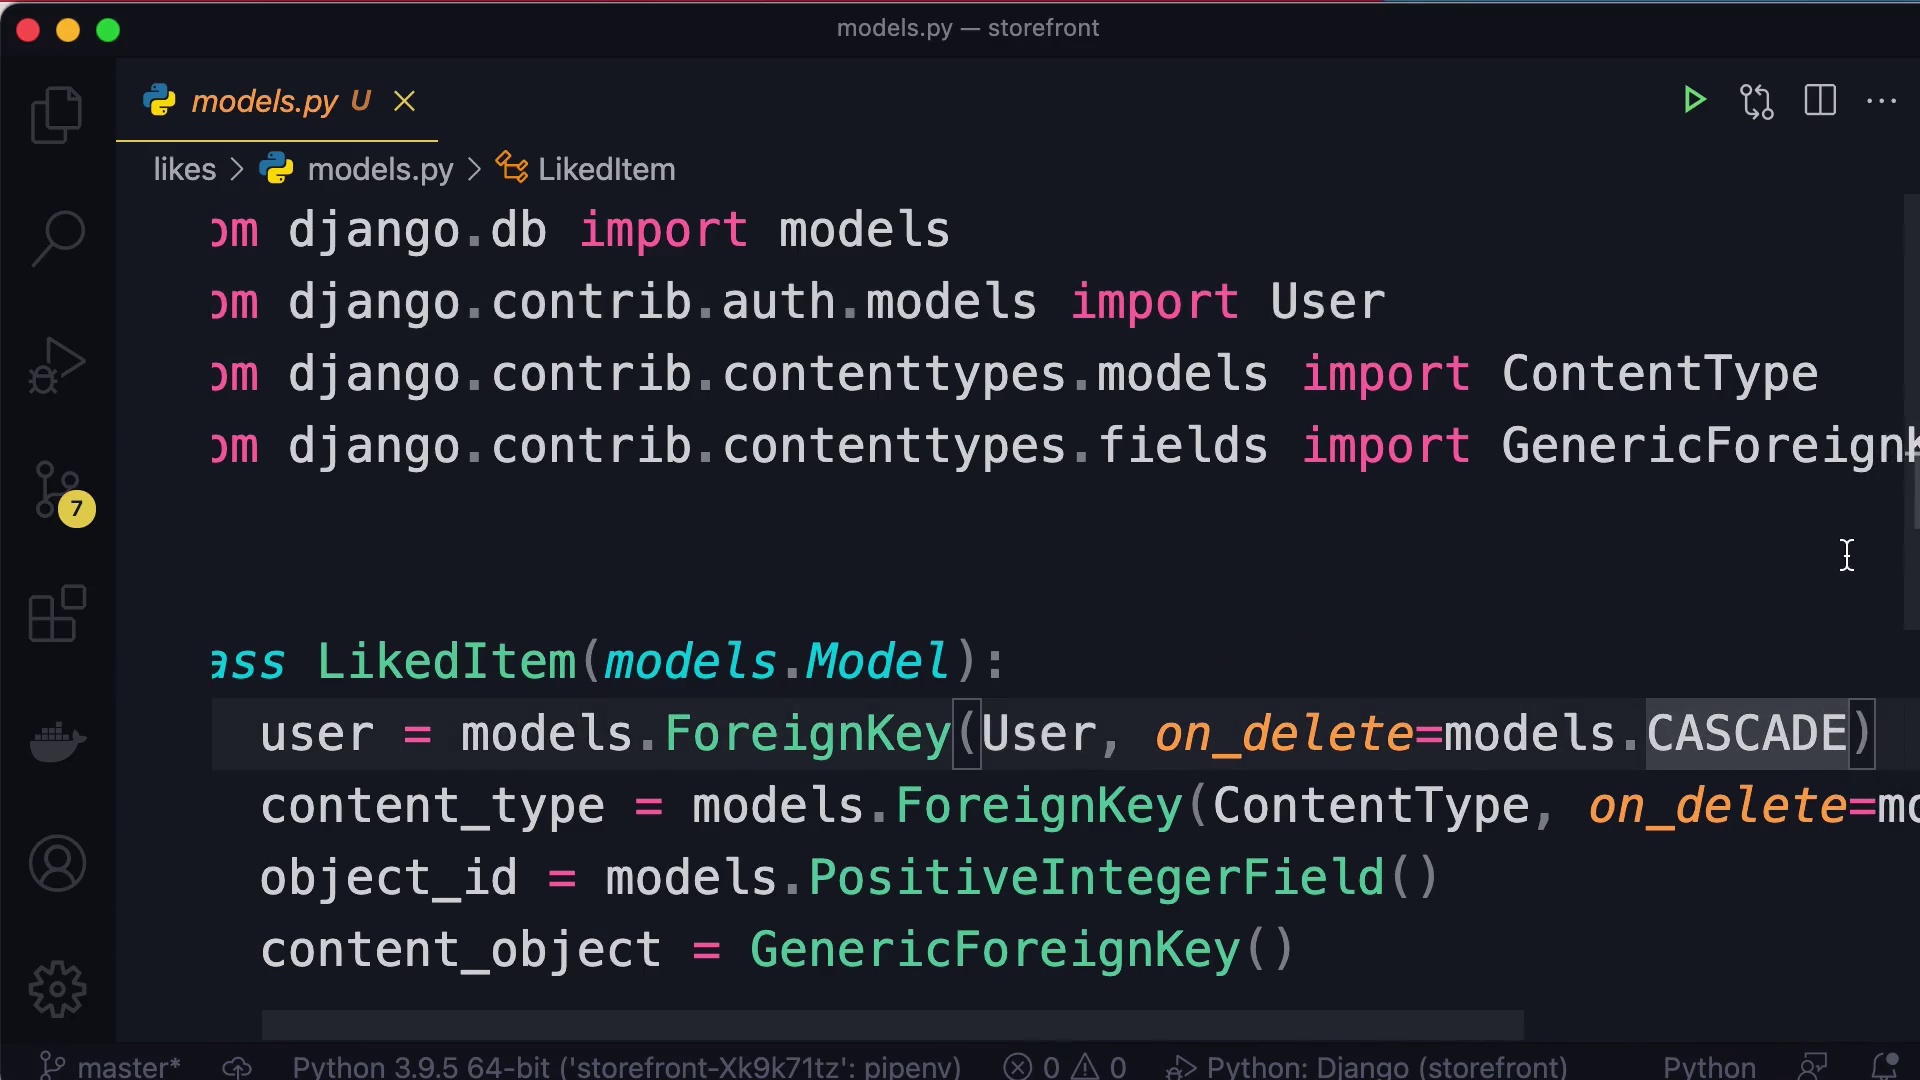 models.py — storefront
models.py U
likes > models.py > LikedItem
om django.db import models
om django.contrib.auth.models import User
om django.contrib.contenttypes.models import ContentType
om django.contrib.contenttypes.fields import GenericForeignK
7
ass LikedItem(models.Model):
user = models.ForeignKey(User, on_delete=models.CASCADE)
content_type = models.ForeignKey(ContentType, on_delete=mo
object_id = models.PositiveIntegerField()
content_object = GenericForeignKey()
master* Python 3.9.5 64-bit ('storefront-Xk9k71tz': pipenv) 0 0 Python: Django (storefront) Python